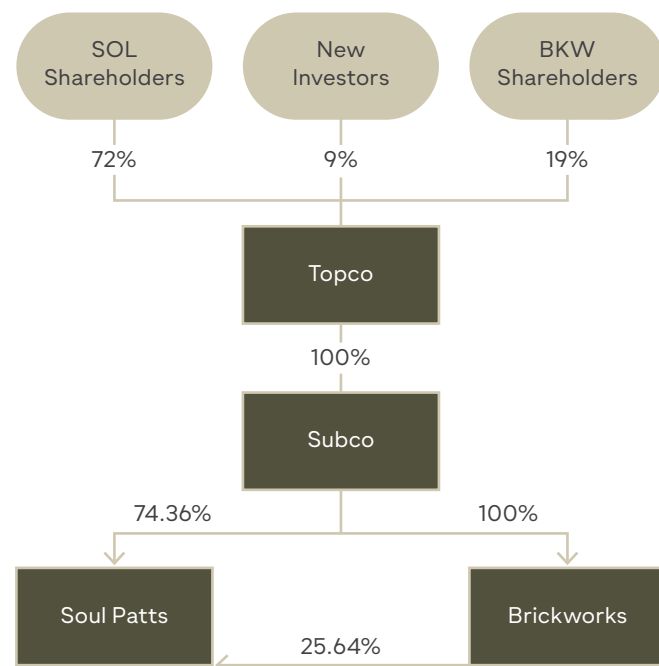 SOL
Shareholders
New
Investors
BKW
Shareholders
72%
9%
19%
Topco
100%
Subco
74.36%
100%
Soul Patts
Brickworks
25.64%